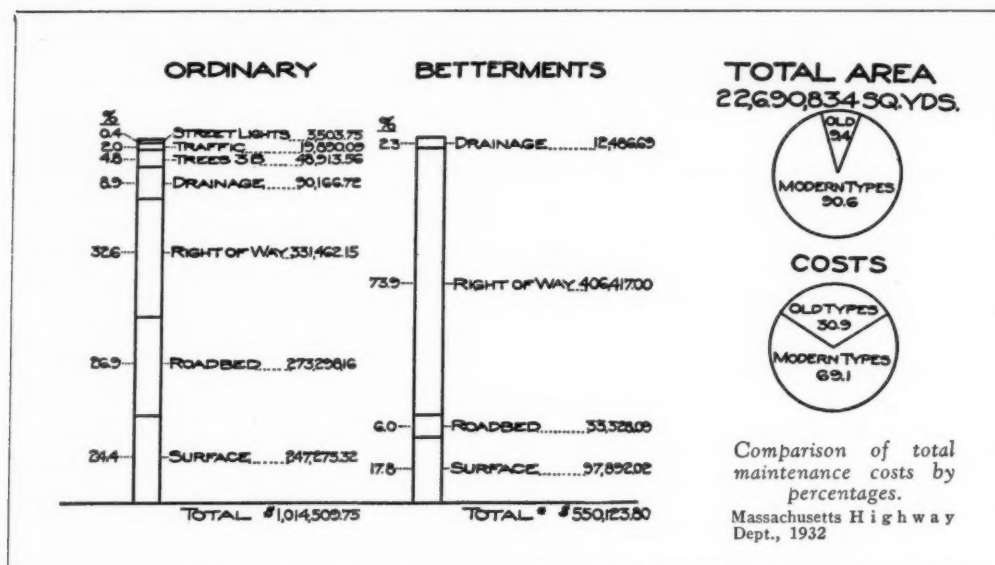 ORDINARY
%
0.4 STREET LIGHTS 3,503.75
2.0 TRAFFIC 19,890.09
4.8 TREES 3B 48,913.56
8.9 DRAINAGE 90,166.72
32.6 RIGHT OF WAY 331,462.15
26.9 ROADBED 273,298.16
24.4 SURFACE 247,275.32
TOTAL $1,014,509.75
BETTERMENTS
%
2.3 DRAINAGE 12,486.69
73.9 RIGHT OF WAY 406,417.00
6.0 ROADBED 33,328.09
17.8 SURFACE 97,892.02
TOTAL $550,123.80
TOTAL AREA
22,690,834 SQ. YDS.
OLD
9.4
MODERN TYPES
90.6
COSTS
OLD TYPES
30.9
MODERN TYPES
69.1
Comparison of total
maintenance costs by
percentages.
Massachusetts Highway
Dept., 1932